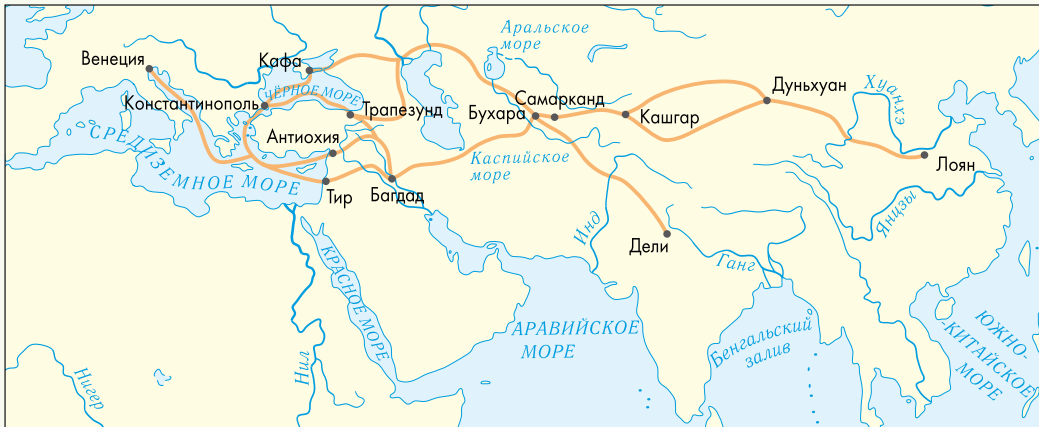 Аральское
море
Венеция
Кафа
Дуньхуан
Хуанхэ
ЧЁРНОЕ МОРЕ
Константинополь
Трапезунд
Бухара
Самарканд
Кашгар
СРЕДИЗЕМНОЕ МОРЕ
Антиохия
Каспийское
море
Лоян
Тир
Багдад
Янцзы
Инд
Дели
Ганг
КРАСНОЕ МОРЕ
АРАВИЙСКОЕ
МОРЕ
Бенгальский
залив
ЮЖНО-
-КИТАЙСКОЕ
МОРЕ
Нил
Нигер